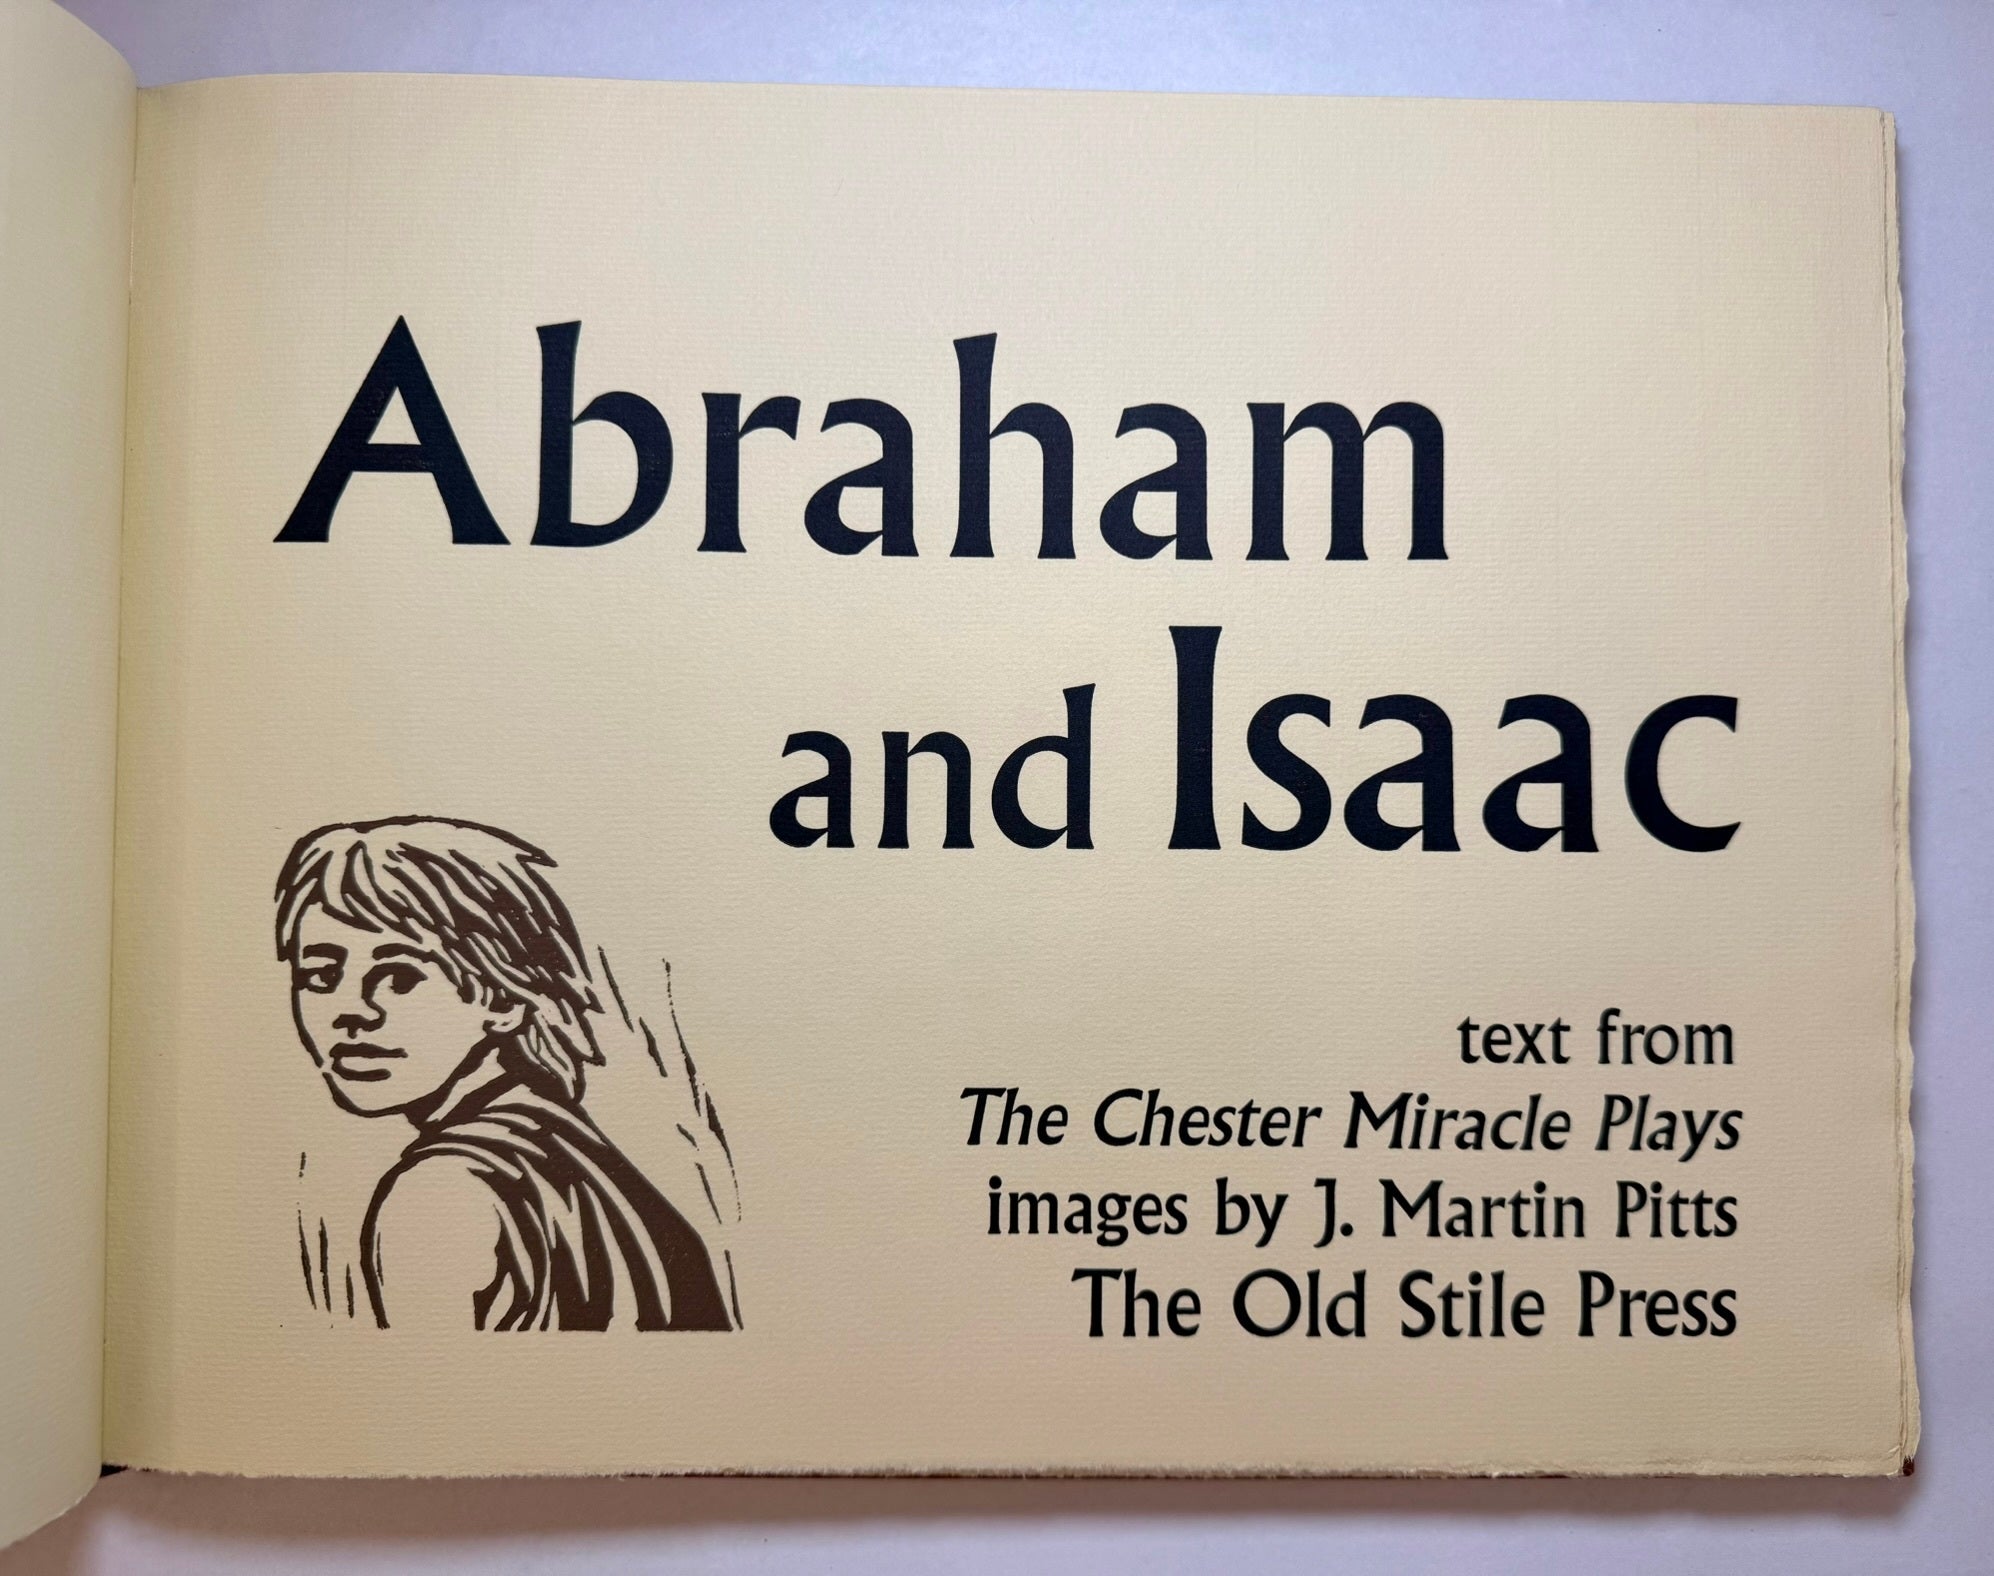 Abraham
and Isaac
text from
The Chester Miracle Plays
images by J. Martin Pitts
The Old Stile Press